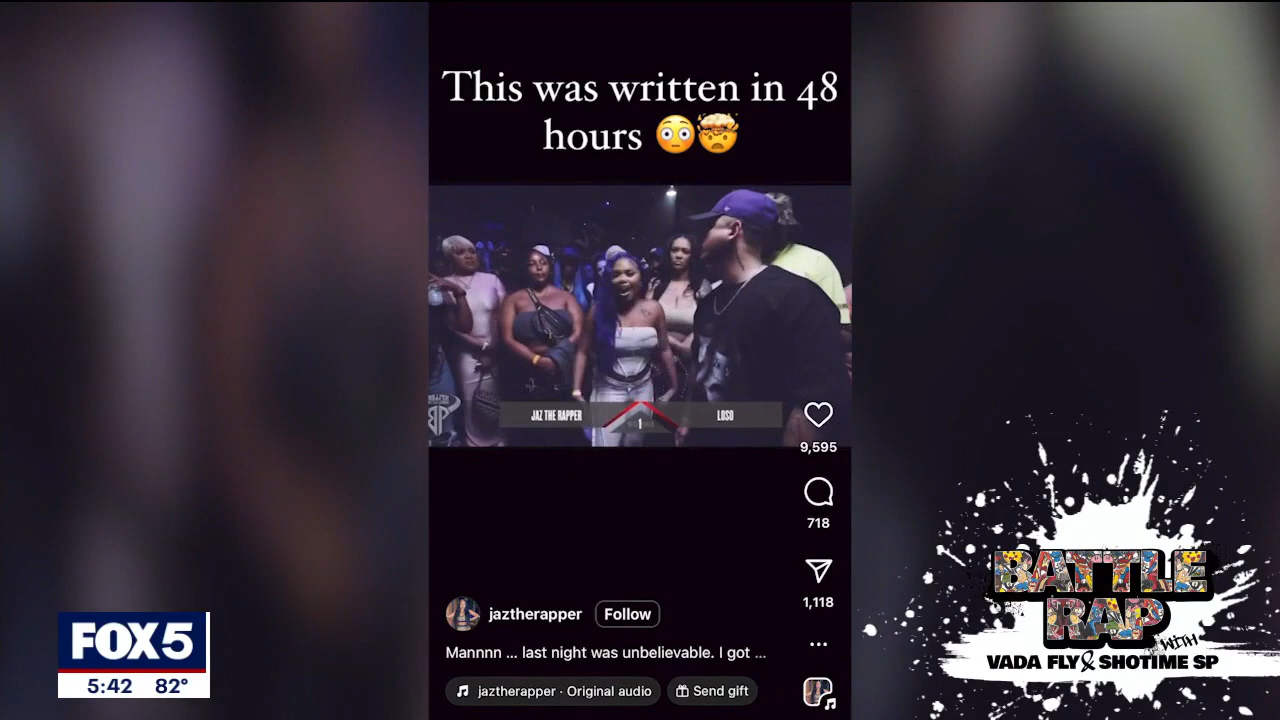 This was written in 48
hours 😳🤯
JAZ THE RAPPER
1
LOSO
9,595
718
1,118
jaztherapper
Follow
Mannnn ... last night was unbelievable. I got ...
jaztherapper · Original audio
Send gift
FOX 5
5:42 82°
BATTLE
RAP
WITH
VADA FLY & SHOTIME SP